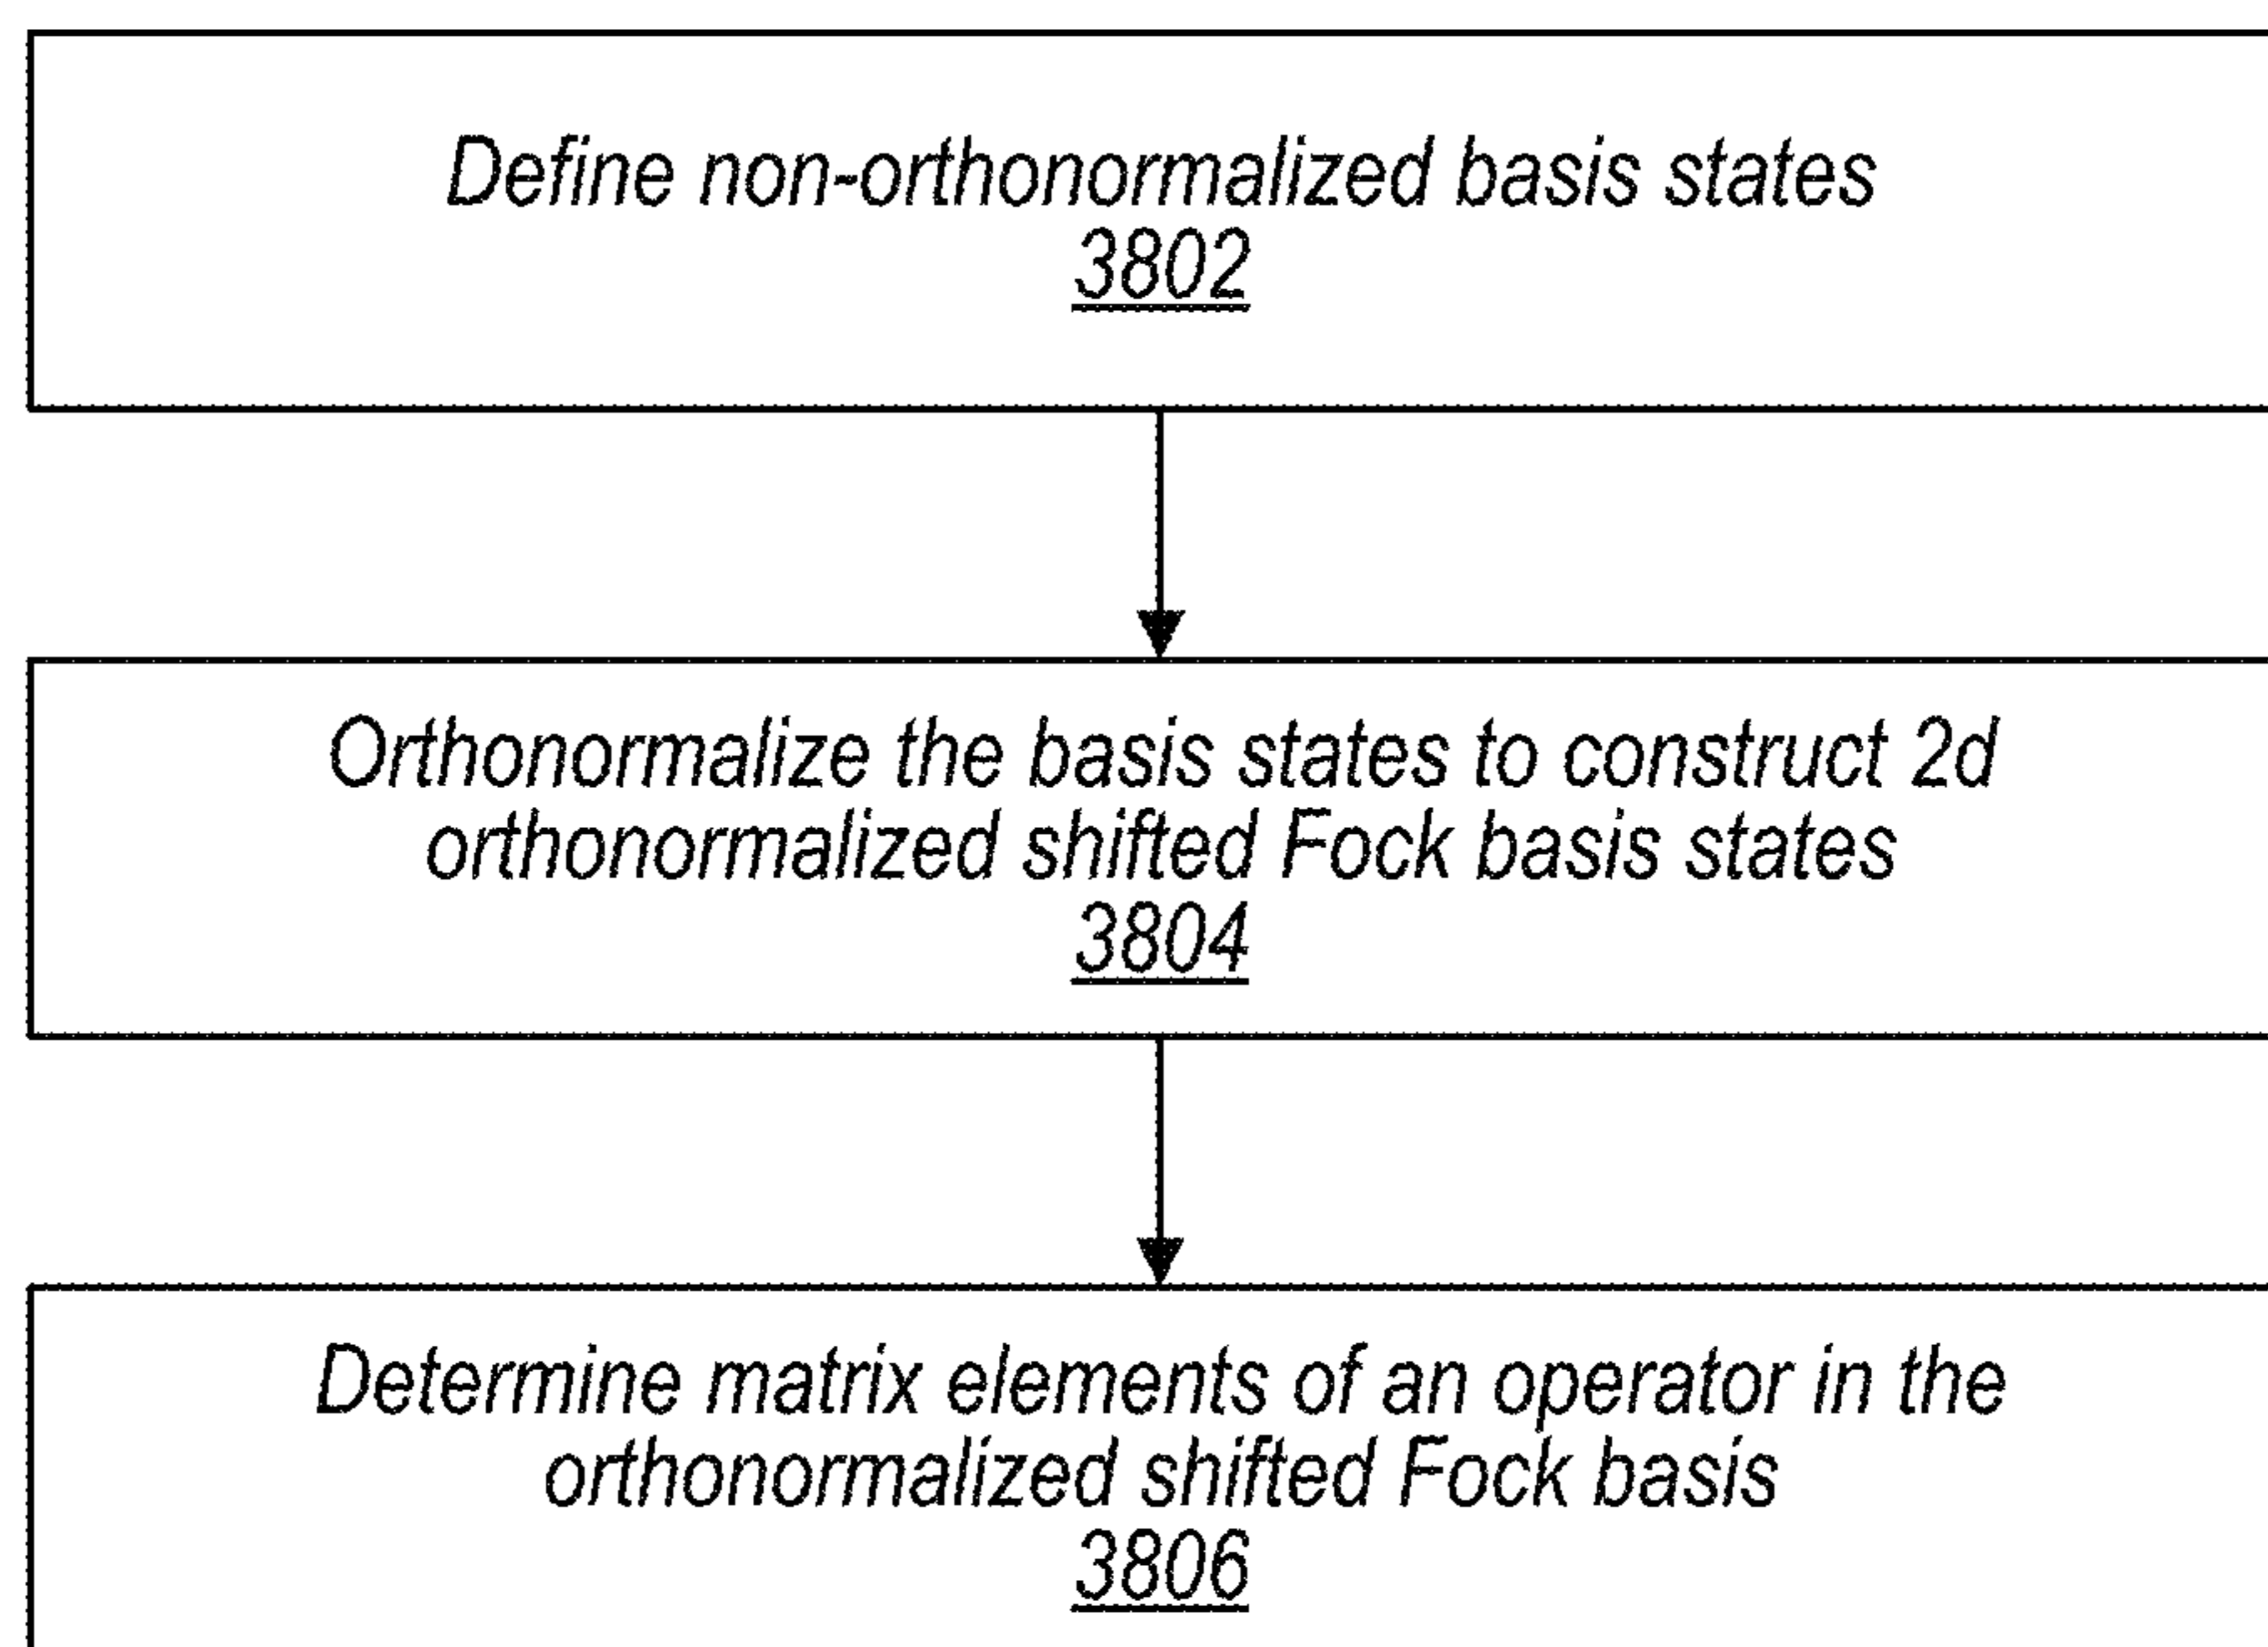 Define non-orthonormalized basis states
3802
Orthonormalize the basis states to construct 2d
orthonormalized shifted Fock basis states
3804
Determine matrix elements of an operator in the
orthonormalized shifted Fock basis
3806